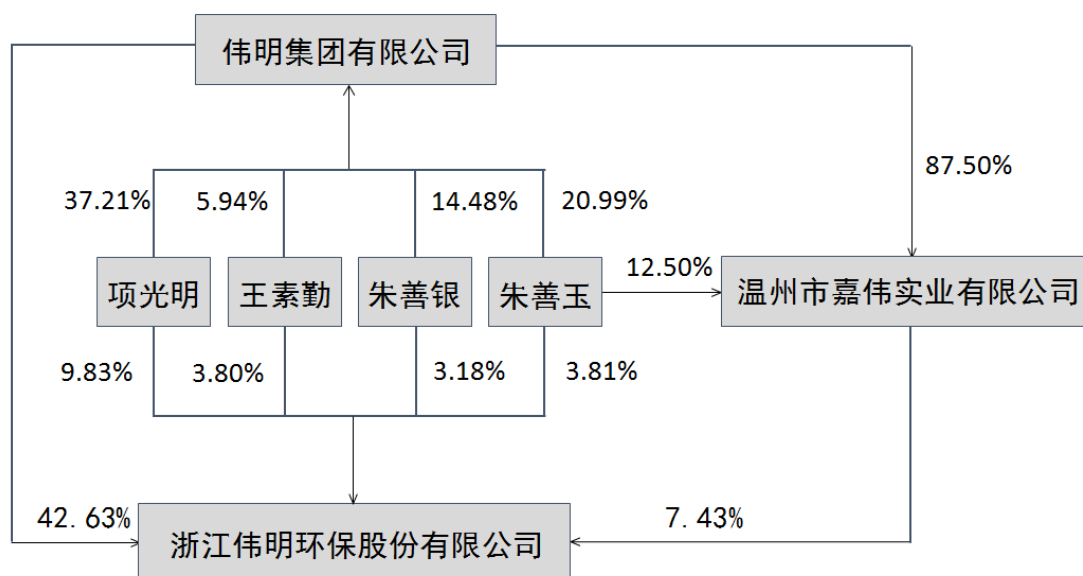 伟明集团有限公司
87.50%
37.21%
5.94%
14.48%
20.99%
项光明
王素勤
朱善银
朱善玉
12.50%
温州市嘉伟实业有限公司
9.83%
3.80%
3.18%
3.81%
42.63%
7.43%
浙江伟明环保股份有限公司